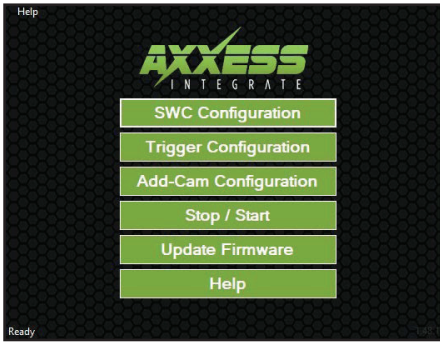 Help
AXXESS
INTEGRATE
SWC Configuration
Trigger Configuration
Add-Cam Configuration
Stop / Start
Update Firmware
Help
Ready